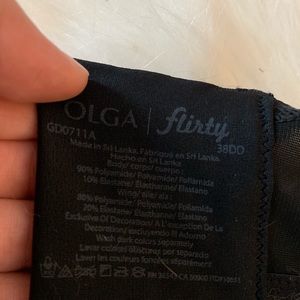 OLGA | flirty
GD0711A
38DD
Made in Sri Lanka. Fabriqué en Sri Lanka.
Hecho en Sri Lanka
Body/ corps/ cuerpo:
90% Polyamide/ Polyamide/ Poliamida
10% Elastane/ Élasthanne/ Elastano
Wing/ aile/ ala:
80% Polyamide/ Polyamide/ Poliamida
20% Elastane/ Élasthanne/ Elastano
Exclusive Of Decoration/ À L'exception De La
Décoration/ excluyendo El Adorno
Wash dark colors separately
Lavar colores obscuros por separado
Laver les couleurs foncées séparément